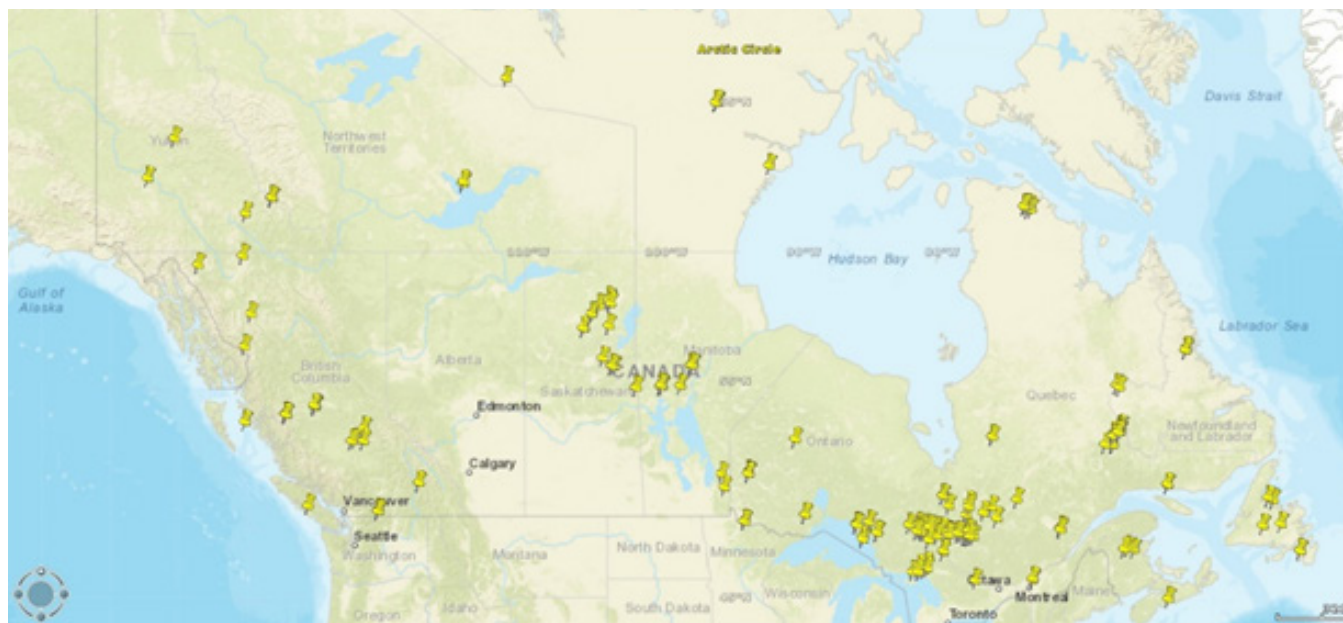 Arctic Circle
Davis Strait
Yukon
Northwest
Territories
Hudson Bay
Gulf of
Alaska
Labrador Sea
British
Columbia
Alberta
Manitoba
CANADA
Saskatchewan
Quebec
Edmonton
Ontario
Newfoundland
and Labrador
Calgary
Vancouver
Seattle
Washington
Montana
North Dakota
Minnesota
Ottawa
Montreal
Maine
Oregon
Idaho
South Dakota
Wisconsin
Toronto